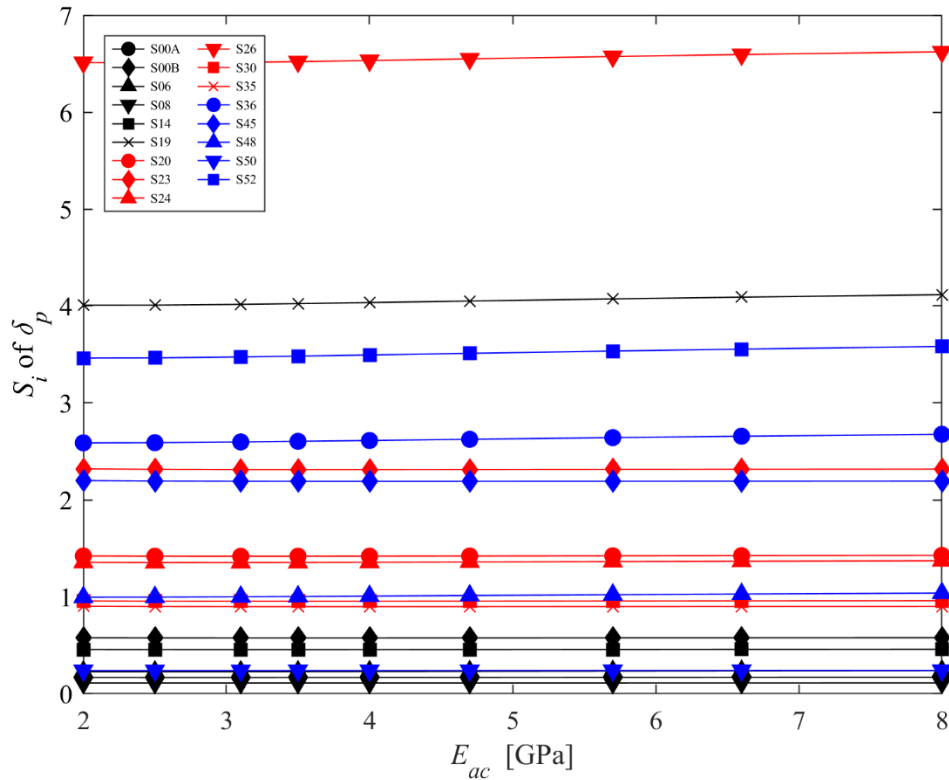 7
6
5
4
3
2
1
0
S_i of δ_p
S00A
S00B
S06
S08
S14
S19
S20
S23
S24
S26
S30
S35
S36
S45
S48
S50
S52
2 3 4 5 6 7 8
E_ac [GPa]